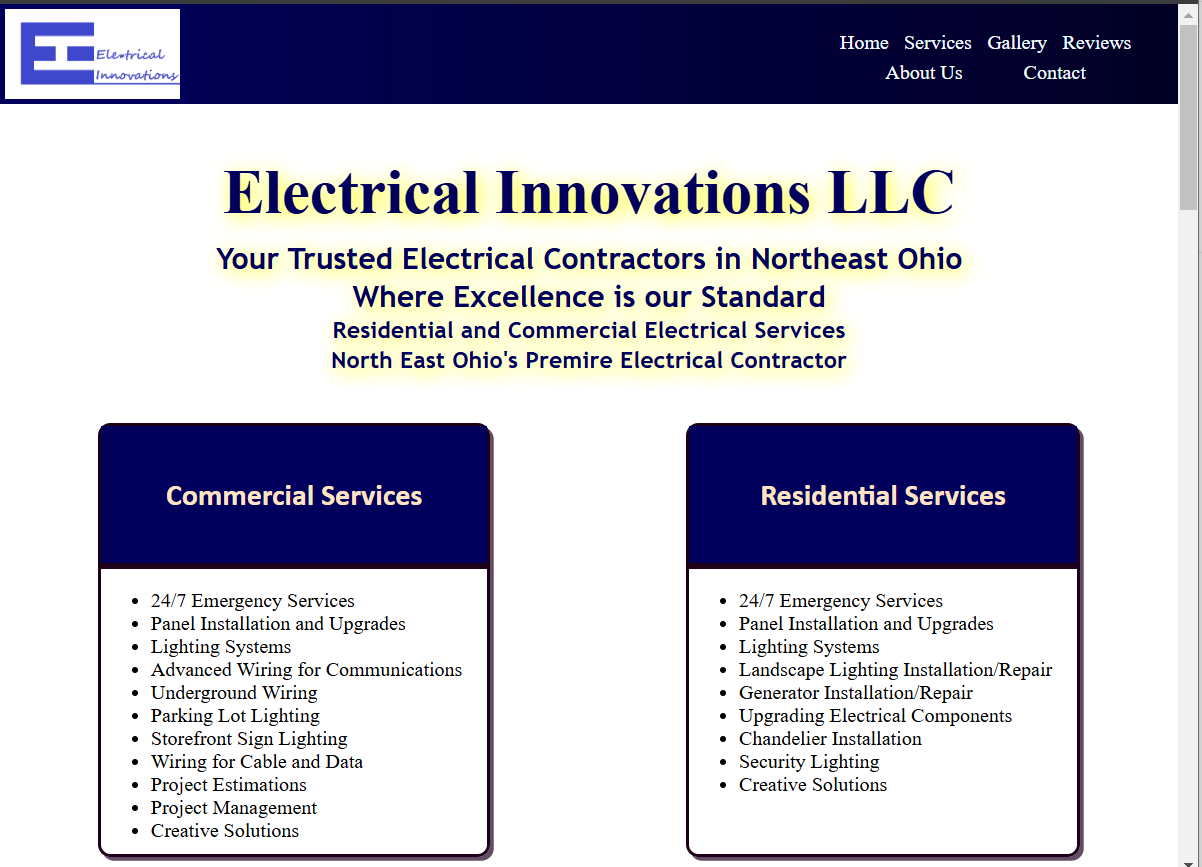 Electrical
Innovations
Home Services Gallery Reviews
About Us Contact
Electrical Innovations LLC
Your Trusted Electrical Contractors in Northeast Ohio
Where Excellence is our Standard
Residential and Commercial Electrical Services
North East Ohio's Premire Electrical Contractor
Commercial Services
24/7 Emergency Services
Panel Installation and Upgrades
Lighting Systems
Advanced Wiring for Communications
Underground Wiring
Parking Lot Lighting
Storefront Sign Lighting
Wiring for Cable and Data
Project Estimations
Project Management
Creative Solutions
Residential Services
24/7 Emergency Services
Panel Installation and Upgrades
Lighting Systems
Landscape Lighting Installation/Repair
Generator Installation/Repair
Upgrading Electrical Components
Chandelier Installation
Security Lighting
Creative Solutions